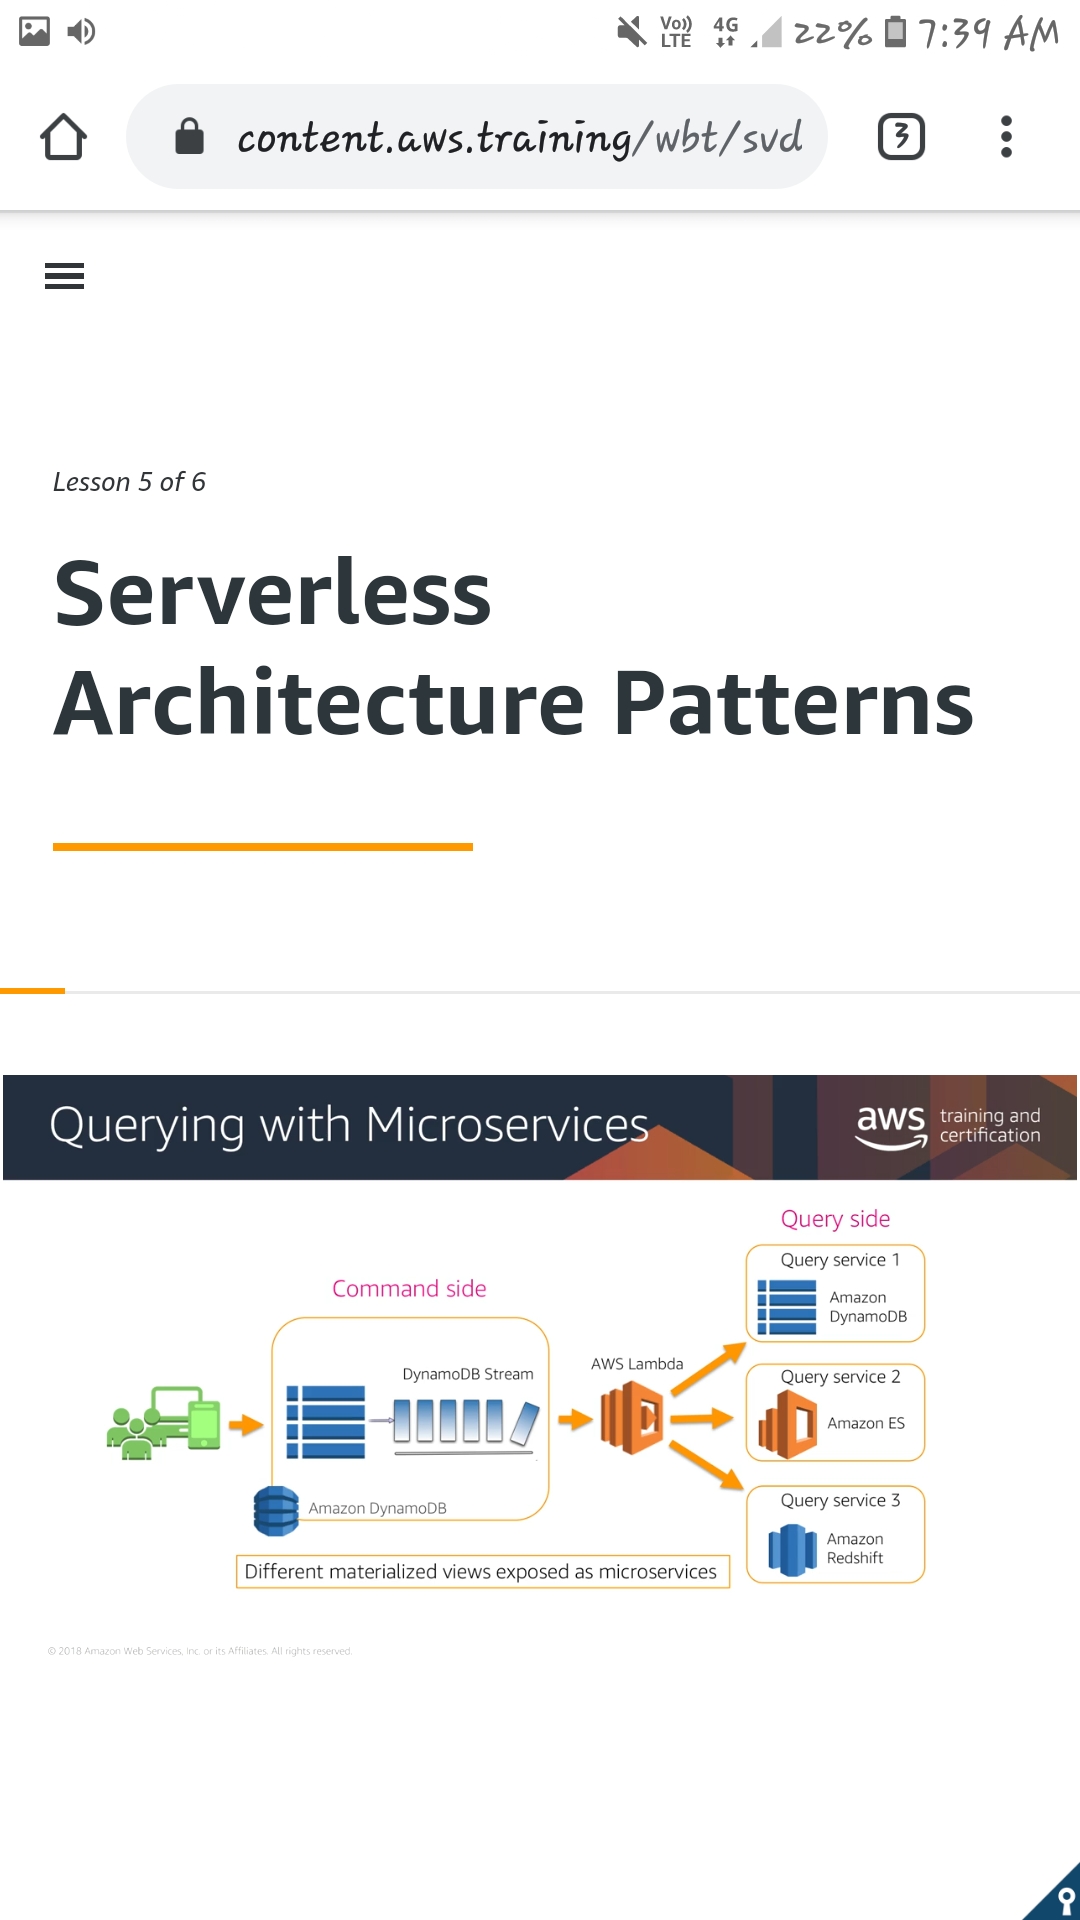 Vo)) LTE 4G 22% 7:39 AM
content.aws.training/wbt/svd
3
Lesson 5 of 6
Serverless
Architecture Patterns
Querying with Microservices
aws training and certification
Query side
Query service 1
Amazon
DynamoDB
Command side
DynamoDB Stream
AWS Lambda
Query service 2
Amazon ES
Amazon DynamoDB
Query service 3
Amazon
Redshift
Different materialized views exposed as microservices
© 2018 Amazon Web Services, Inc. or its Affiliates. All rights reserved.